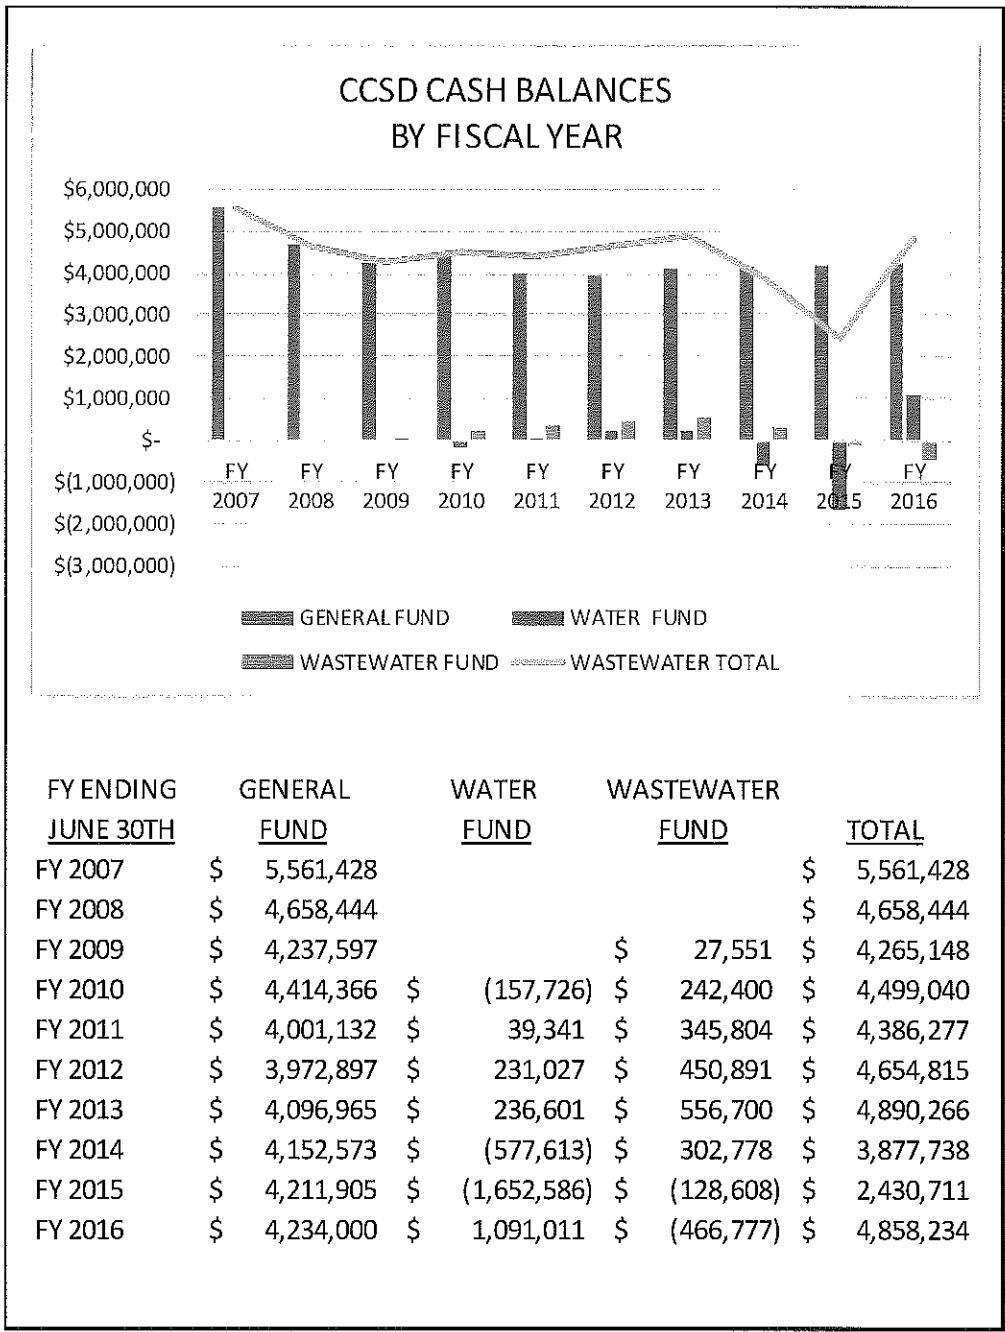 CCSD CASH BALANCES
BY FISCAL YEAR
$6,000,000
$5,000,000
$4,000,000
$3,000,000
$2,000,000
$1,000,000
$-
$(1,000,000)
$(2,000,000)
$(3,000,000)
FY FY FY FY FY FY FY FY FY FY
2007 2008 2009 2010 2011 2012 2013 2014 2015 2016
GENERAL FUND WATER FUND
WASTEWATER FUND WASTEWATER TOTAL
FY ENDING GENERAL WATER WASTEWATER
JUNE 30TH FUND FUND FUND TOTAL
FY 2007 $ 5,561,428 $ 5,561,428
FY 2008 $ 4,658,444 $ 4,658,444
FY 2009 $ 4,237,597 $ 27,551 $ 4,265,148
FY 2010 $ 4,414,366 $ (157,726) $ 242,400 $ 4,499,040
FY 2011 $ 4,001,132 $ 39,341 $ 345,804 $ 4,386,277
FY 2012 $ 3,972,897 $ 231,027 $ 450,891 $ 4,654,815
FY 2013 $ 4,096,965 $ 236,601 $ 556,700 $ 4,890,266
FY 2014 $ 4,152,573 $ (577,613) $ 302,778 $ 3,877,738
FY 2015 $ 4,211,905 $ (1,652,586) $ (128,608) $ 2,430,711
FY 2016 $ 4,234,000 $ 1,091,011 $ (466,777) $ 4,858,234